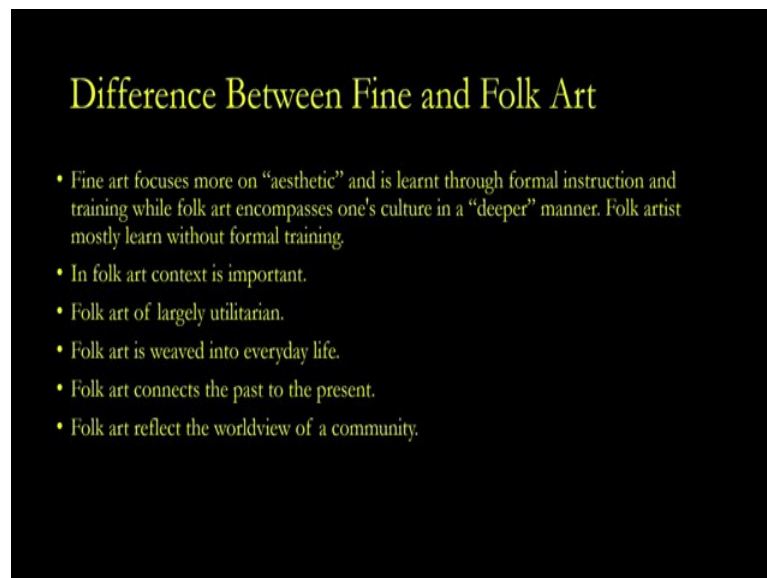 Difference Between Fine and Folk Art
• Fine art focuses more on “aesthetic” and is learnt through formal instruction and
training while folk art encompasses one's culture in a “deeper” manner. Folk artist
mostly learn without formal training.
• In folk art context is important.
• Folk art of largely utilitarian.
• Folk art is weaved into everyday life.
• Folk art connects the past to the present.
• Folk art reflect the worldview of a community.